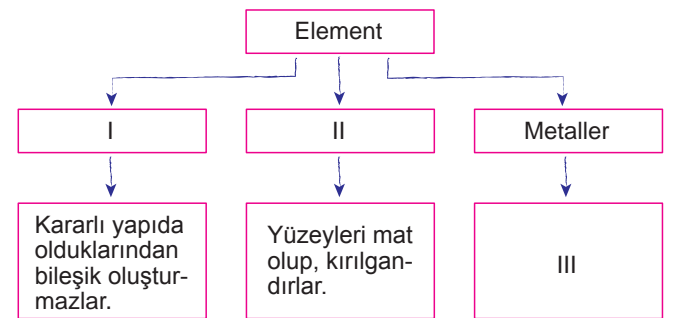 Element
I
II
Metaller
Kararlı yapıda
olduklarından
bileşik oluştur-
mazlar.
Yüzeyleri mat
olup, kırılgan-
dırlar.
III